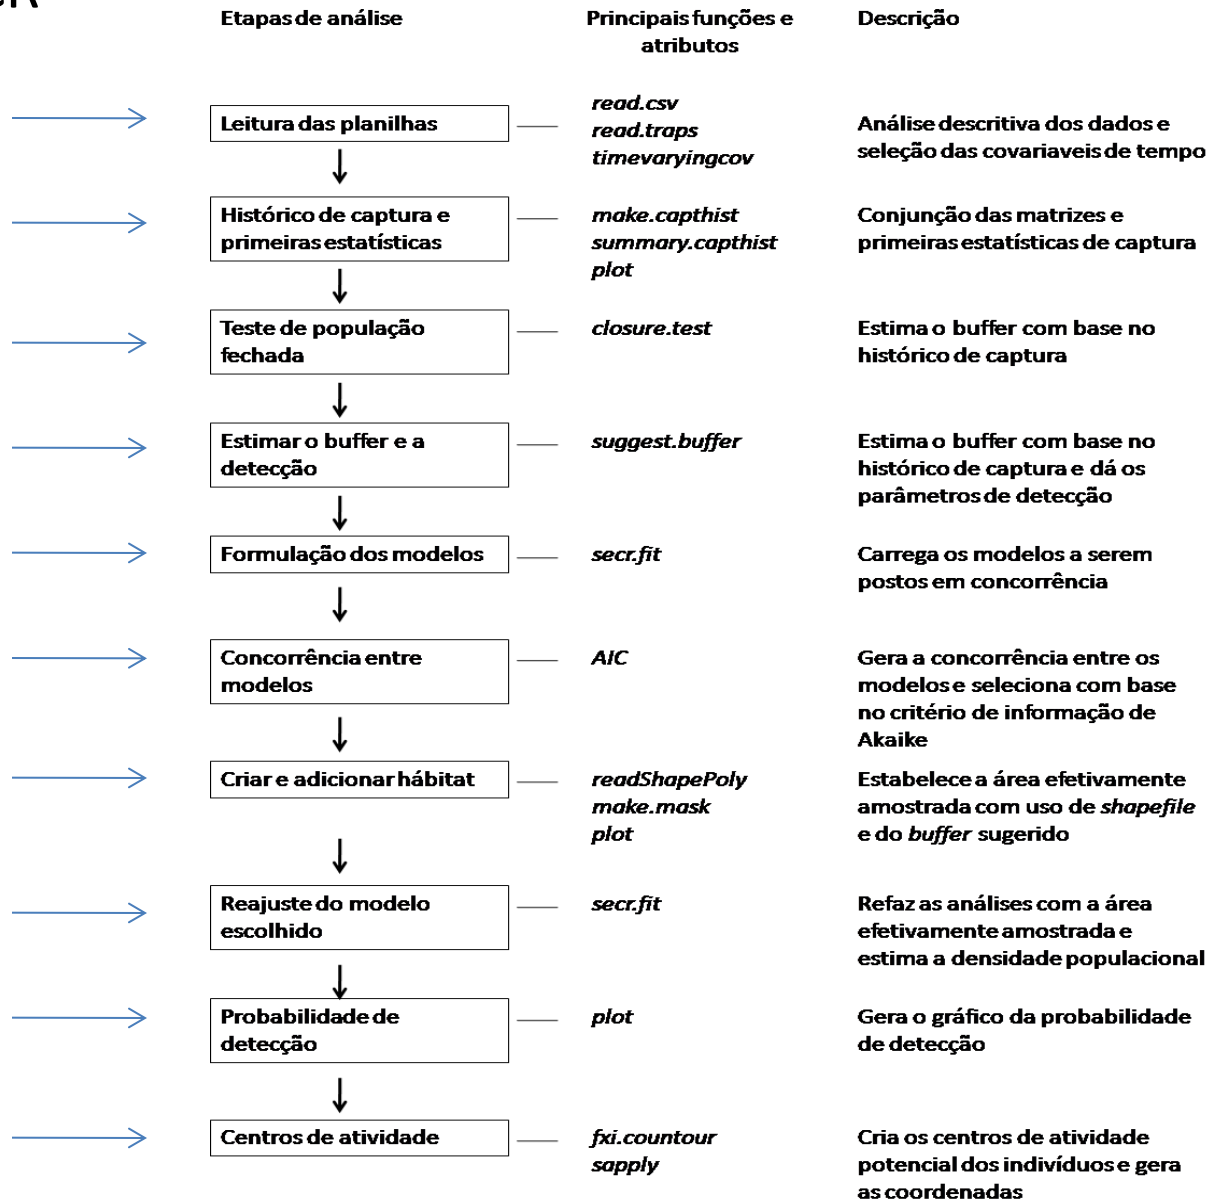 Etapas de análise
Principais funções e
atributos
Descrição
Leitura das planilhas
read.csv
read.traps
timevaryingcov
Análise descritiva dos dados e
seleção das covariaveis de tempo
Histórico de captura e
primeiras estatísticas
make.capthist
summary.capthist
plot
Conjunção das matrizes e
primeiras estatísticas de captura
Teste de população
fechada
closure.test
Estima o buffer com base no
histórico de captura
Estimar o buffer e a
detecção
suggest.buffer
Estima o buffer com base no
histórico de captura e dá os
parâmetros de detecção
Formulação dos modelos
secr.fit
Carrega os modelos a serem
postos em concorrência
Concorrência entre
modelos
AIC
Gera a concorrência entre os
modelos e seleciona com base
no critério de informação de
Akaike
Criar e adicionar hábitat
readShapePoly
make.mask
plot
Estabelece a área efetivamente
amostrada com uso de shapefile
e do buffer sugerido
Reajuste do modelo
escolhido
secr.fit
Refaz as análises com a área
efetivamente amostrada e
estima a densidade populacional
Probabilidade de
detecção
plot
Gera o gráfico da probabilidade
de detecção
Centros de atividade
fxi.countour
sapply
Cria os centros de atividade
potencial dos indivíduos e gera
as coordenadas